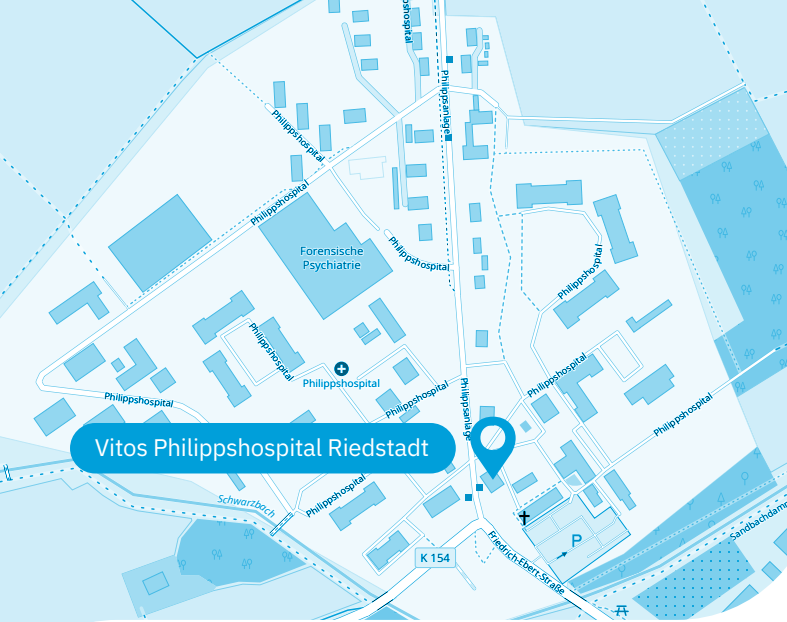 pshospital
Philippsanlage
Philippshospital
Philippshospital
Philippshospital
Forensische
Psychiatrie
Philippshospital
Philippshospital
Philippshospital
Philippshospital
Philippshospital
Philippshospital
Philippshospital
Philippsanlage
Philippshospital
Vitos Philippshospital Riedstadt
Schwarzbach
Philippshospital
K 154
Friedrich-Ebert-Straße
P
Sandbachdamm